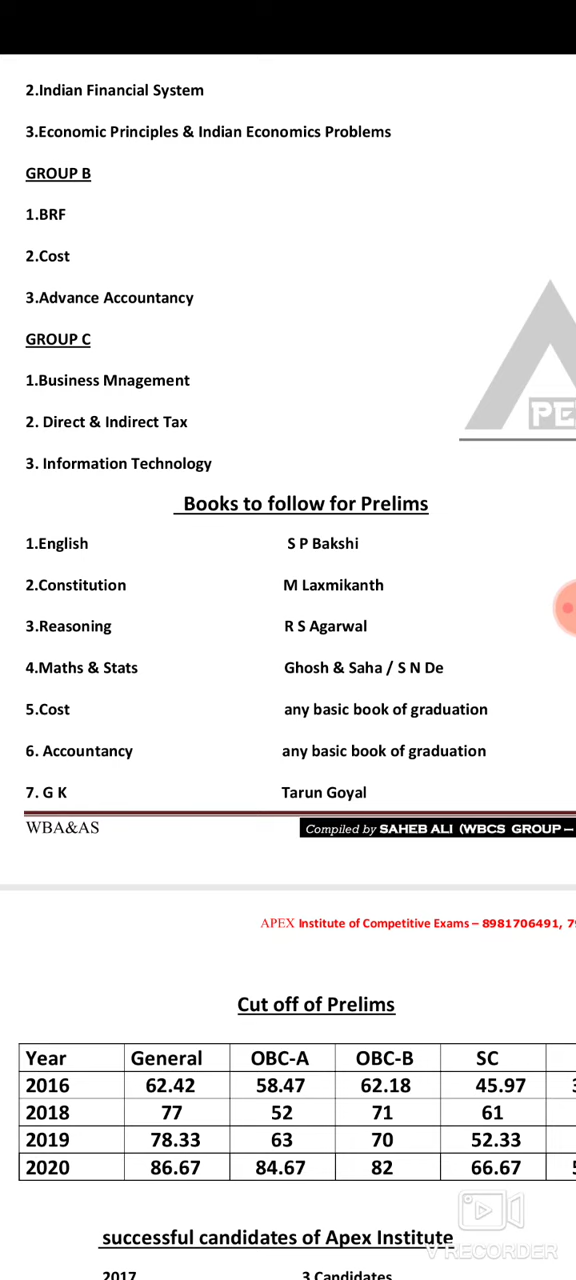 2.Indian Financial System
3.Economic Principles & Indian Economics Problems
GROUP B
1.BRF
2.Cost
3.Advance Accountancy
GROUP C
1.Business Mnagement
2. Direct & Indirect Tax
3. Information Technology
PE
Books to follow for Prelims
1.English S P Bakshi
2.Constitution M Laxmikanth
3.Reasoning R S Agarwal
4.Maths & Stats Ghosh & Saha / S N De
5.Cost any basic book of graduation
6. Accountancy any basic book of graduation
7. G K Tarun Goyal
WBA&AS Compiled by SAHEB ALI (WBCS GROUP –
APEX Institute of Competitive Exams – 8981706491, 79
Cut off of Prelims
Year General OBC-A OBC-B SC
2016 62.42 58.47 62.18 45.97
2018 77 52 71 61
2019 78.33 63 70 52.33
2020 86.67 84.67 82 66.67
successful candidates of Apex Institute
V RECORDER
2017 3 Candidates